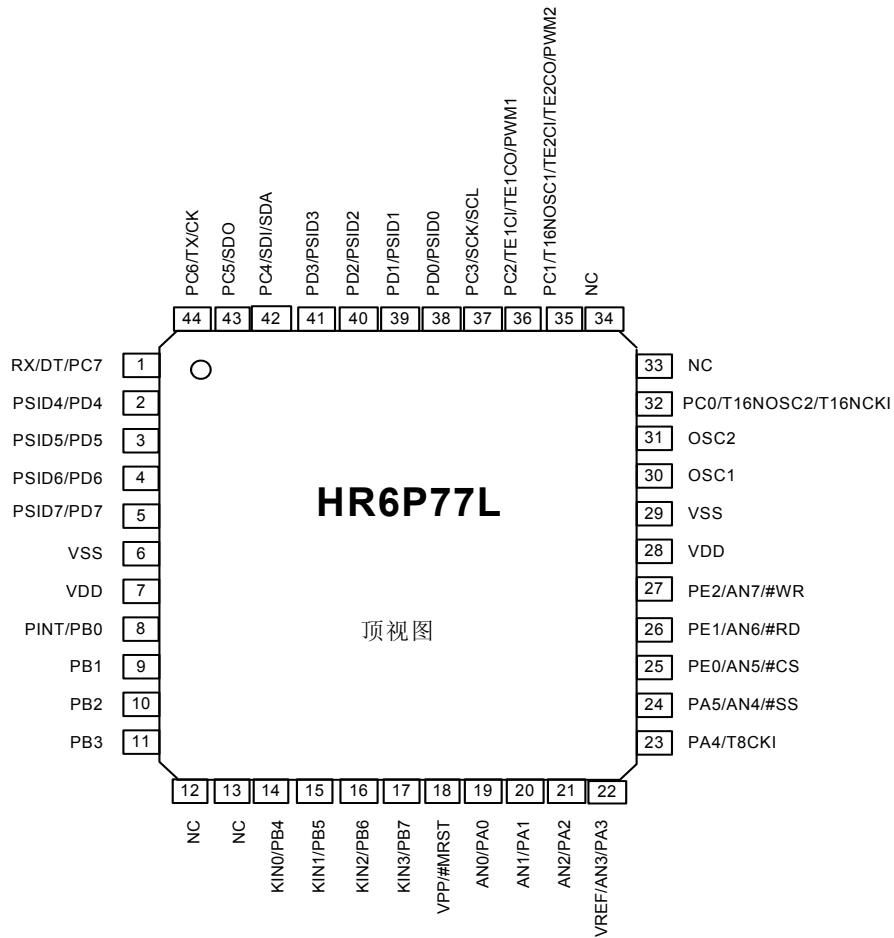 PC6/TX/CK
PC5/SDO
PC4/SDI/SDA
PD3/PSID3
PD2/PSID2
PD1/PSID1
PD0/PSID0
PC3/SCK/SCL
PC2/TE1CI/TE1CO/PWM1
PC1/T16NOSC1/TE2CI/TE2CO/PWM2
NC
44 43 42 41 40 39 38 37 36 35 34
RX/DT/PC7 1
PSID4/PD4 2
PSID5/PD5 3
PSID6/PD6 4
PSID7/PD7 5
VSS 6
VDD 7
PINT/PB0 8
PB1 9
PB2 10
PB3 11
HR6P77L
顶视图
33 NC
32 PC0/T16NOSC2/T16NCKI
31 OSC2
30 OSC1
29 VSS
28 VDD
27 PE2/AN7/#WR
26 PE1/AN6/#RD
25 PE0/AN5/#CS
24 PA5/AN4/#SS
23 PA4/T8CKI
12 13 14 15 16 17 18 19 20 21 22
NC
NC
KIN0/PB4
KIN1/PB5
KIN2/PB6
KIN3/PB7
VPP/#MRST
AN0/PA0
AN1/PA1
AN2/PA2
VREF/AN3/PA3